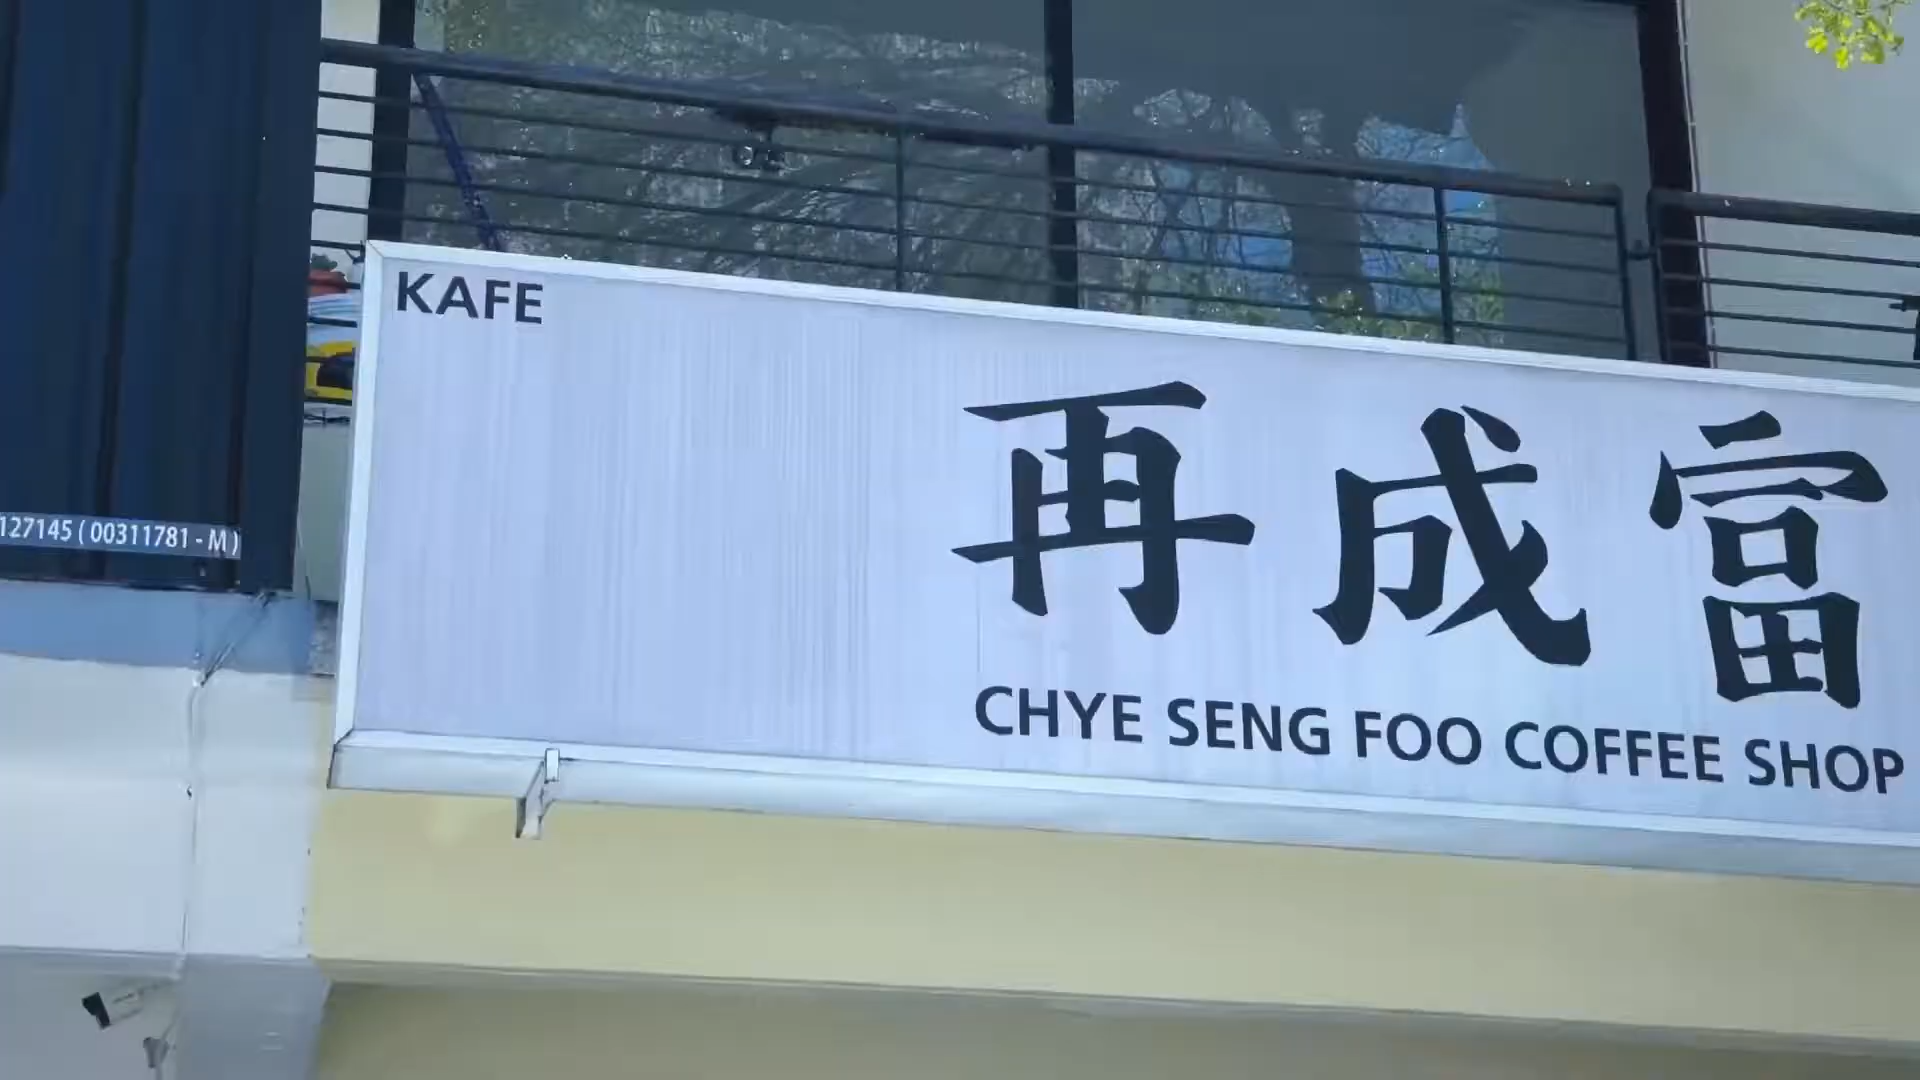 KAFE
再成富
CHYE SENG FOO COFFEE SHOP
127145 ( 00311781 - M )